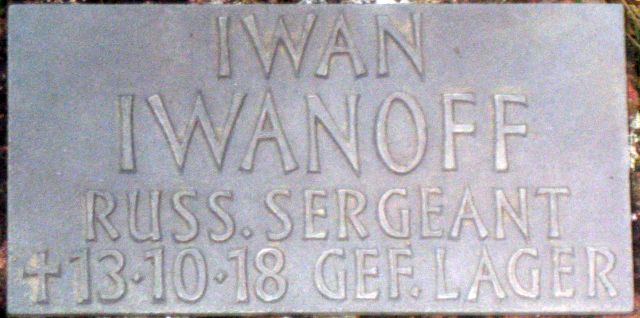 IWAN
IWANOFF
RUSS. SERGEANT
✝ 13·10·18 GEF. LAGER